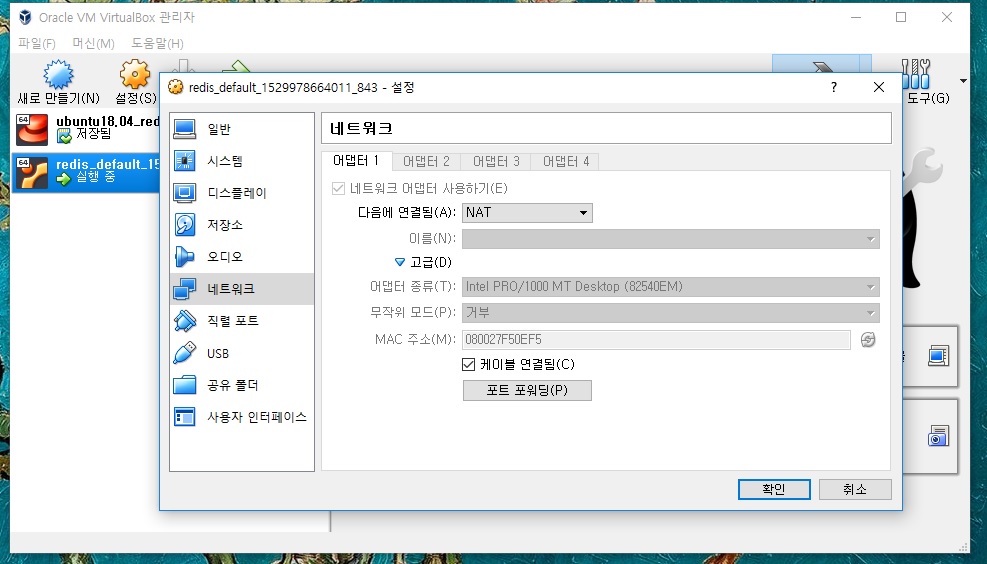 Oracle VM VirtualBox 관리자
파일(F) 머신(M) 도움말(H)
새로 만들기(N) 설정(S) 도구(G)
64 ubuntu18.04_red
저장됨
64 redis_default_15
실행 중
redis_default_1529978664011_843 - 설정
일반
시스템
디스플레이
저장소
오디오
네트워크
직렬 포트
USB
공유 폴더
사용자 인터페이스
네트워크
어댑터 1 어댑터 2 어댑터 3 어댑터 4
네트워크 어댑터 사용하기(E)
다음에 연결됨(A): NAT
이름(N):
고급(D)
어댑터 종류(T): Intel PRO/1000 MT Desktop (82540EM)
무작위 모드(P): 거부
MAC 주소(M): 080027F50EF5
케이블 연결됨(C)
포트 포워딩(P)
확인 취소